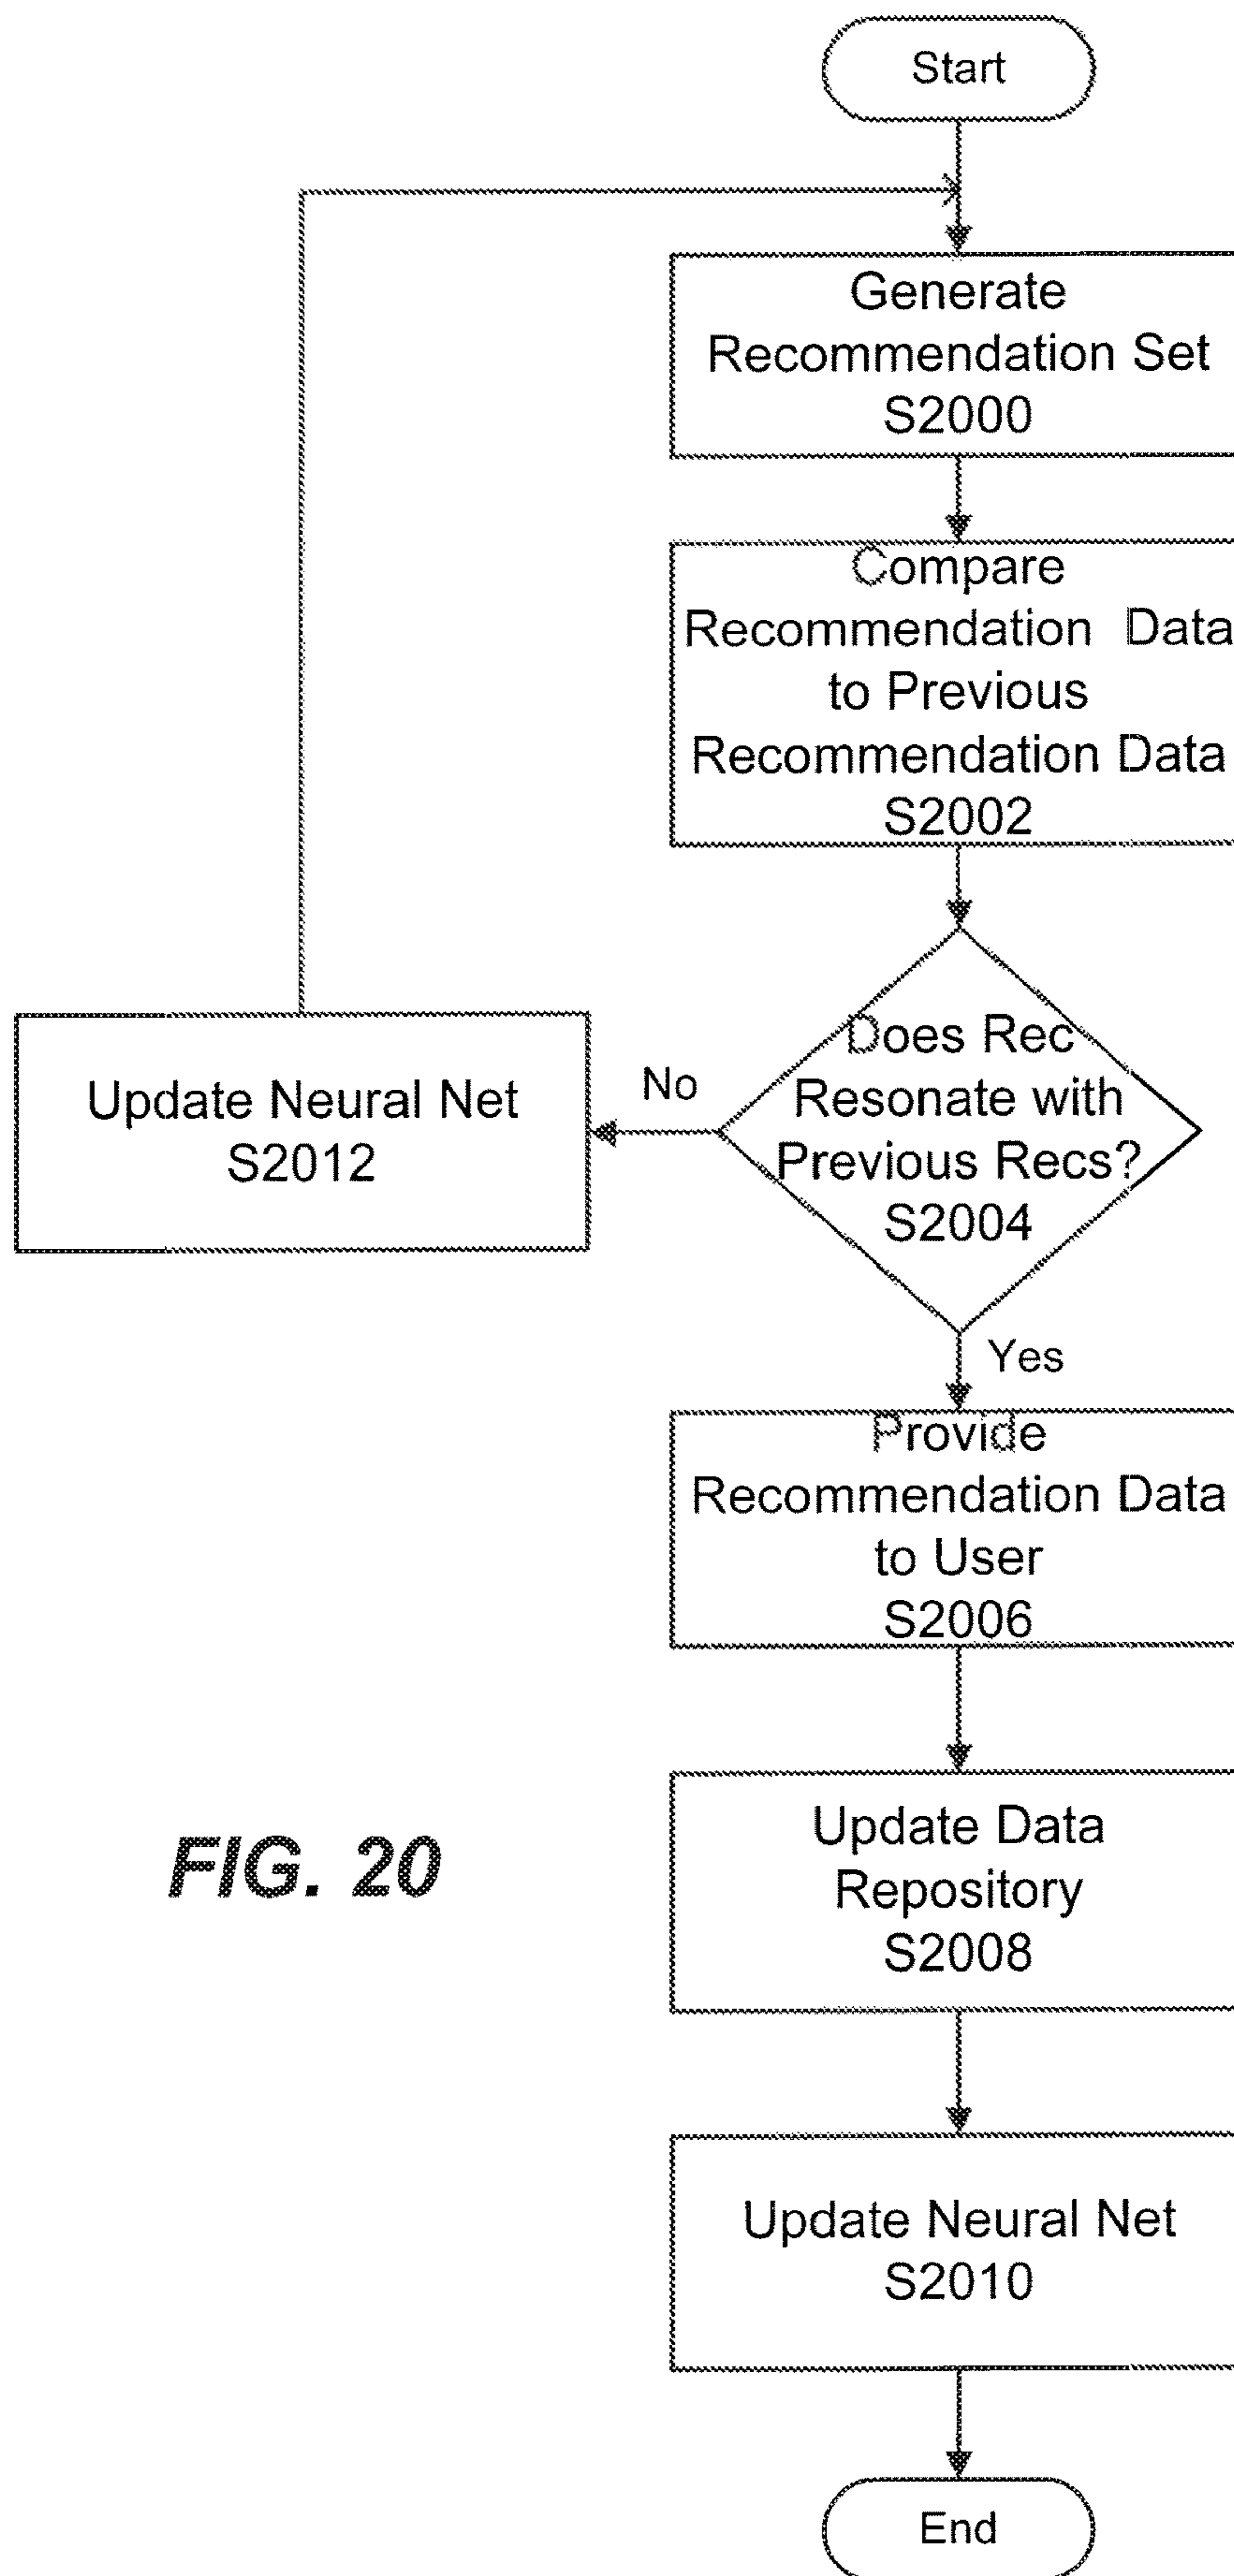 Start
Generate
Recommendation Set
S2000
Compare
Recommendation Data
to Previous
Recommendation Data
S2002
Does Rec
Resonate with
Previous Recs?
S2004
No
Update Neural Net
S2012
Yes
Provide
Recommendation Data
to User
S2006
Update Data
Repository
S2008
FIG. 20
Update Neural Net
S2010
End